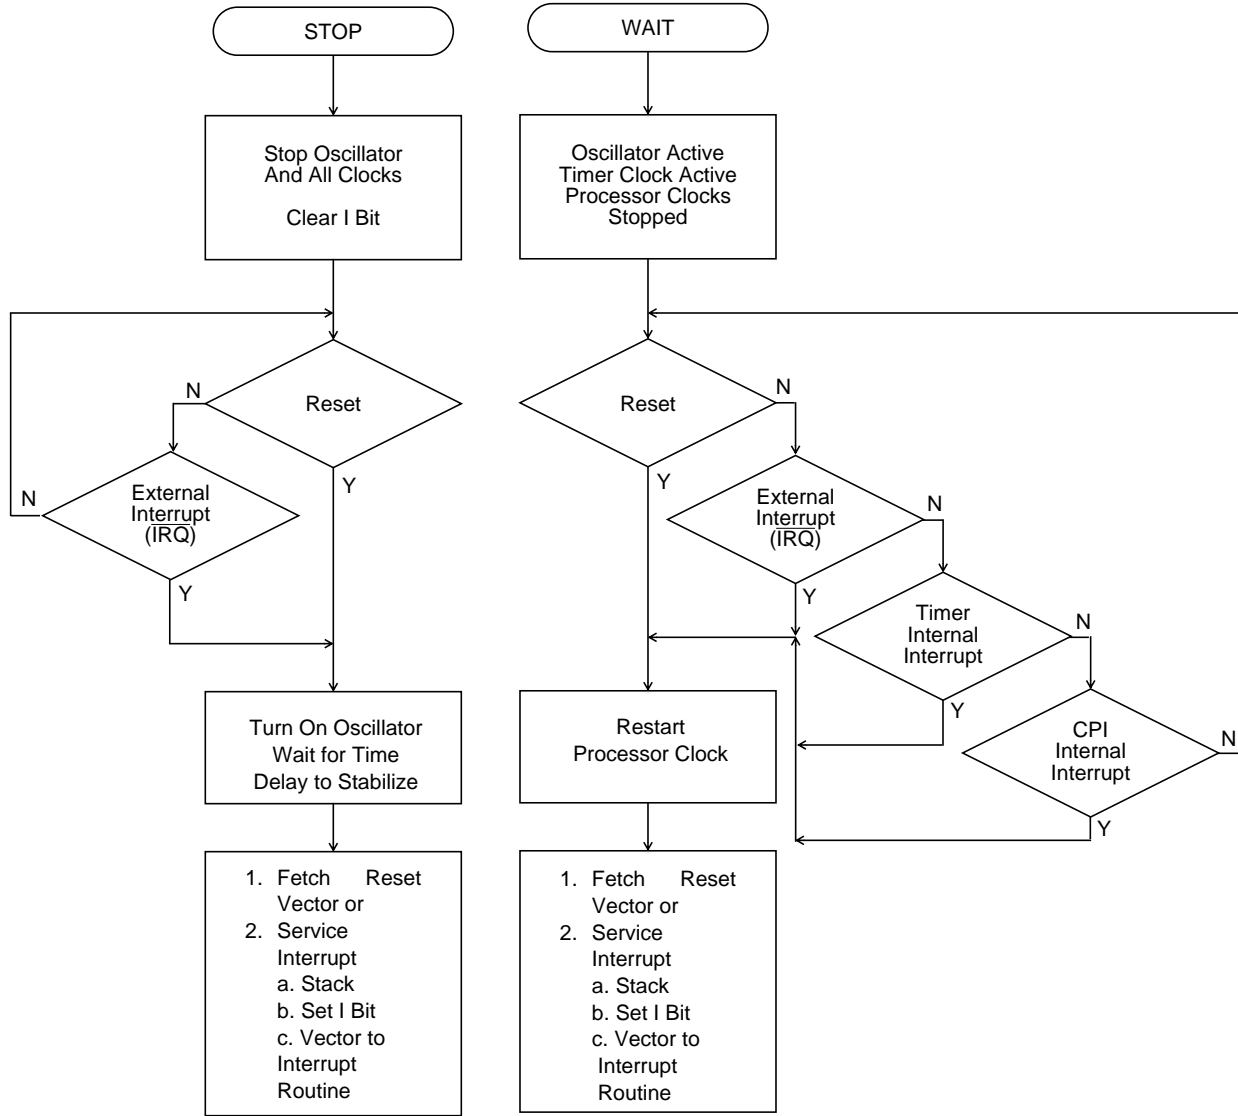 STOP
Stop Oscillator
And All Clocks
Clear I Bit
Reset
N
Y
External
Interrupt
(IRQ)
N
Y
Turn On Oscillator
Wait for Time
Delay to Stabilize
1. Fetch Reset
Vector or
2. Service
Interrupt
a. Stack
b. Set I Bit
c. Vector to
Interrupt
Routine
WAIT
Oscillator Active
Timer Clock Active
Processor Clocks
Stopped
Reset
N
Y
External
Interrupt
(IRQ)
N
Y
Timer
Internal
Interrupt
N
Y
CPI
Internal
Interrupt
N
Y
Restart
Processor Clock
1. Fetch Reset
Vector or
2. Service
Interrupt
a. Stack
b. Set I Bit
c. Vector to
Interrupt
Routine